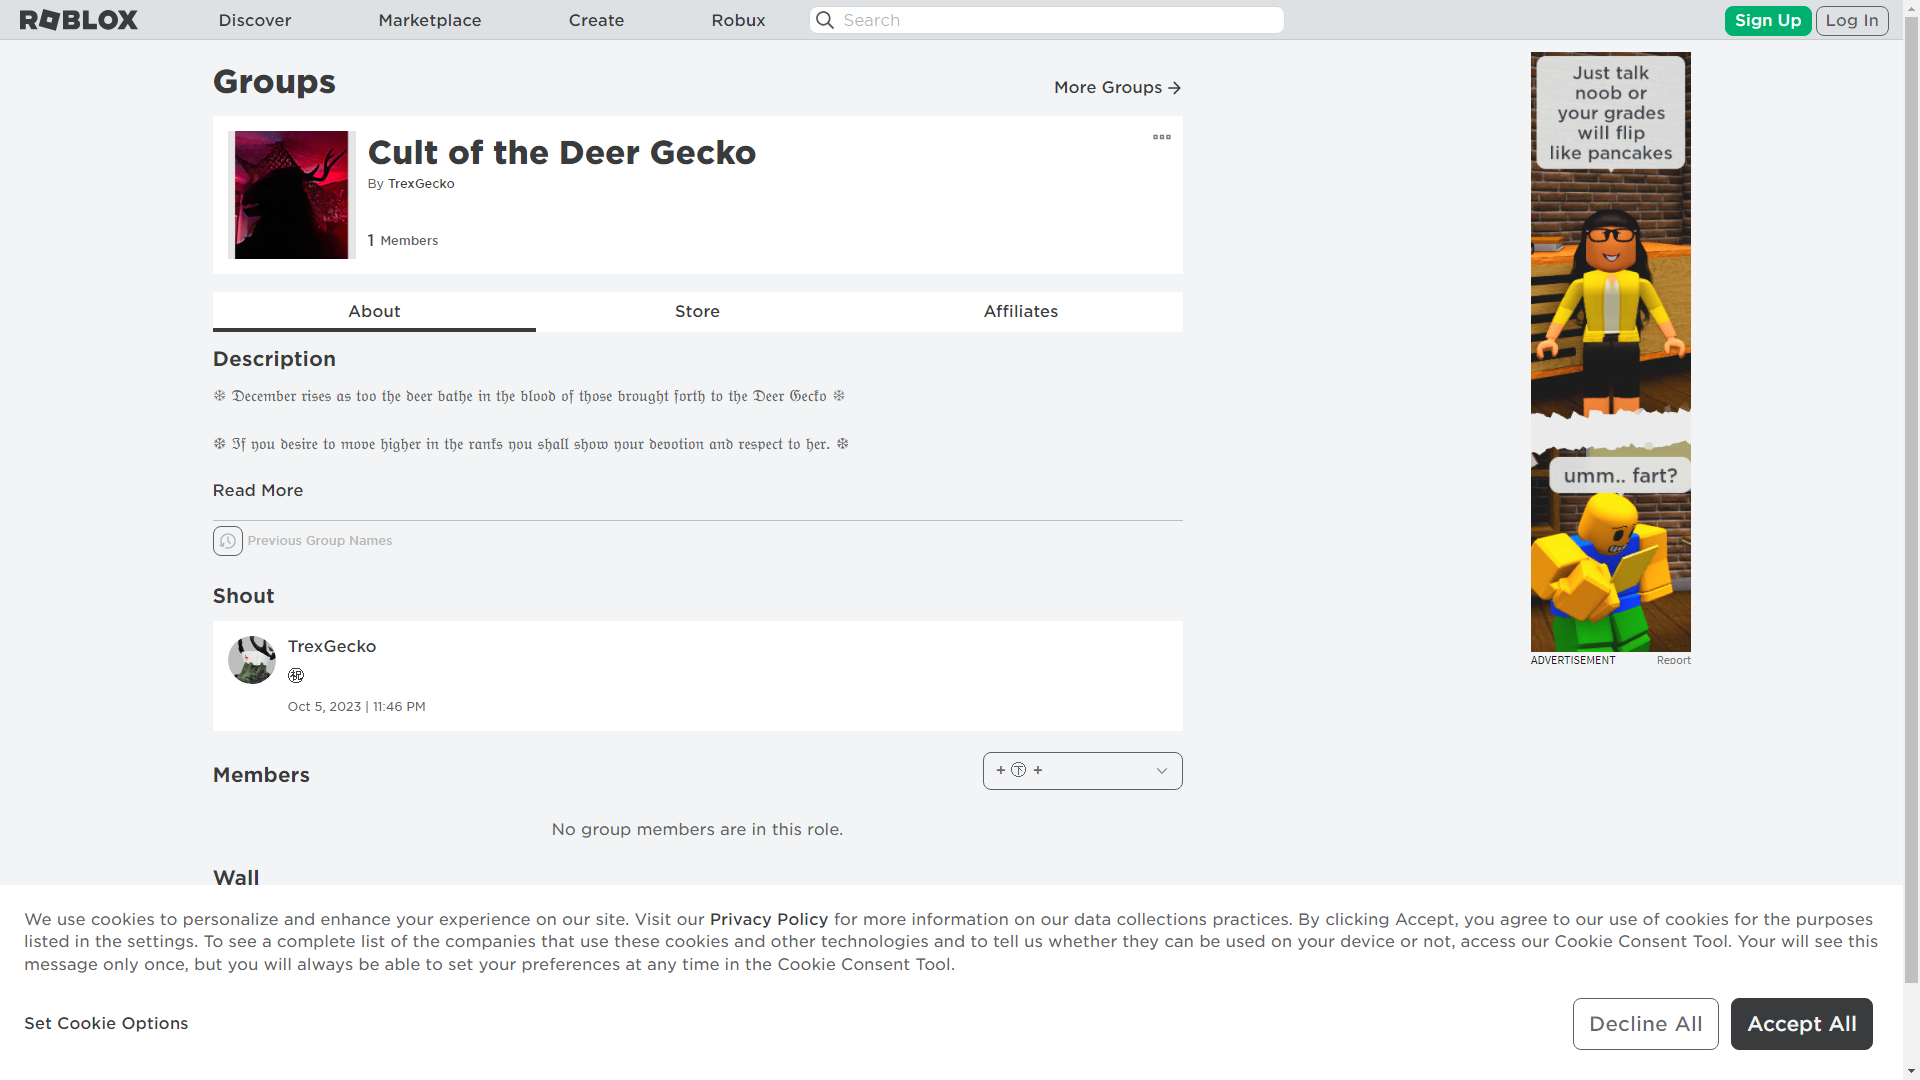 ROBLOX
Discover
Marketplace
Create
Robux
Search
Sign Up
Log In
Groups
More Groups
Cult of the Deer Gecko
By TrexGecko
1 Members
About
Store
Affiliates
Description
❄ 𝔇𝔢𝔠𝔢𝔪𝔟𝔢𝔯 𝔯𝔦𝔰𝔢𝔰 𝔞𝔰 𝔱𝔬𝔬 𝔱𝔥𝔢 𝔡𝔢𝔢𝔯 𝔟𝔞𝔱𝔥𝔢 𝔦𝔫 𝔱𝔥𝔢 𝔟𝔩𝔬𝔬𝔡 𝔬𝔣 𝔱𝔥𝔬𝔰𝔢 𝔟𝔯𝔬𝔲𝔤𝔥𝔱 𝔣𝔬𝔯𝔱𝔥 𝔱𝔬 𝔱𝔥𝔢 𝔇𝔢𝔢𝔯 𝔊𝔢𝔠𝔨𝔬 ❄
❄ ℑ𝔣 𝔶𝔬𝔲 𝔡𝔢𝔰𝔦𝔯𝔢 𝔱𝔬 𝔪𝔬𝔳𝔢 𝔥𝔦𝔤𝔥𝔢𝔯 𝔦𝔫 𝔱𝔥𝔢 𝔯𝔞𝔫𝔨𝔰 𝔶𝔬𝔲 𝔰𝔥𝔞𝔩𝔩 𝔰𝔥𝔬𝔴 𝔶𝔬𝔲𝔯 𝔡𝔢𝔳𝔬𝔱𝔦𝔬𝔫 𝔞𝔫𝔡 𝔯𝔢𝔰𝔭𝔢𝔠𝔱 𝔱𝔬 𝔥𝔢𝔯. ❄
Read More
Previous Group Names
Shout
TrexGecko
㊗
Oct 5, 2023 | 11:46 PM
Members
+ ㊦ +
No group members are in this role.
Wall
Just talk
noob or
your grades
will flip
like pancakes
umm.. fart?
ADVERTISEMENT
Report
We use cookies to personalize and enhance your experience on our site. Visit our Privacy Policy for more information on our data collections practices. By clicking Accept, you agree to our use of cookies for the purposes
listed in the settings. To see a complete list of the companies that use these cookies and other technologies and to tell us whether they can be used on your device or not, access our Cookie Consent Tool. Your will see this
message only once, but you will always be able to set your preferences at any time in the Cookie Consent Tool.
Set Cookie Options
Decline All
Accept All